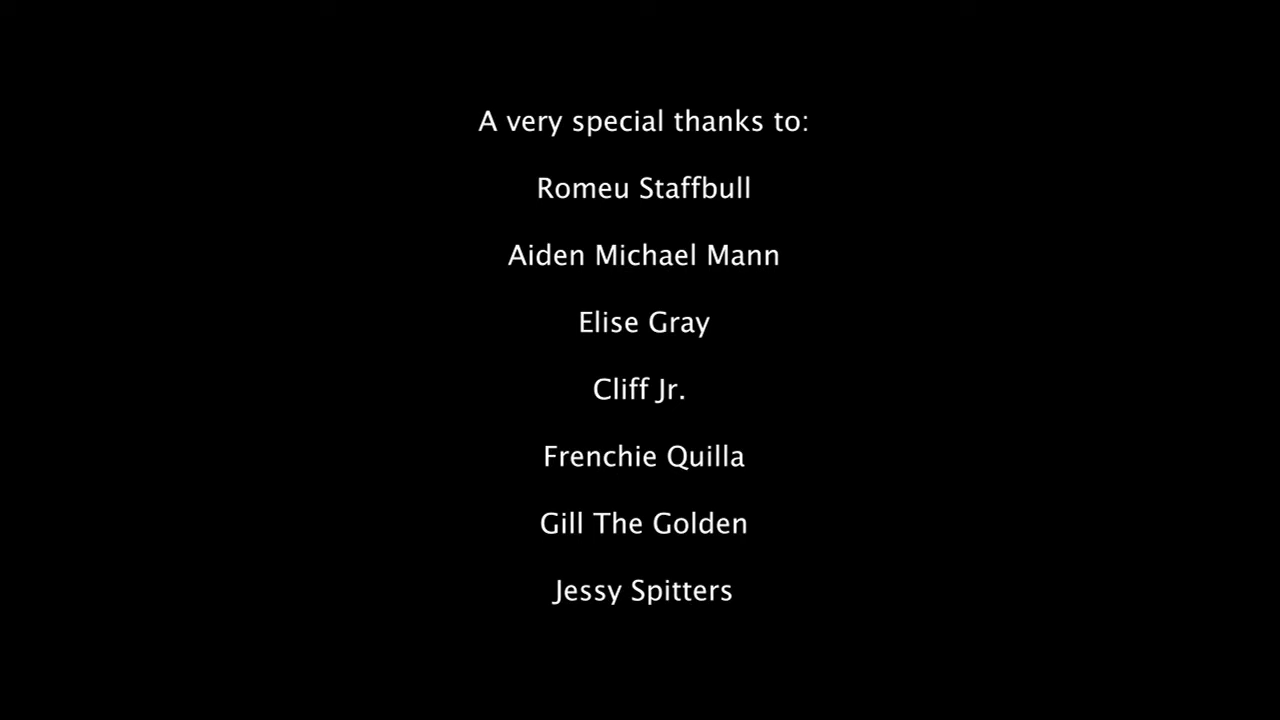 A very special thanks to:
Romeu Staffbull
Aiden Michael Mann
Elise Gray
Cliff Jr.
Frenchie Quilla
Gill The Golden
Jessy Spitters